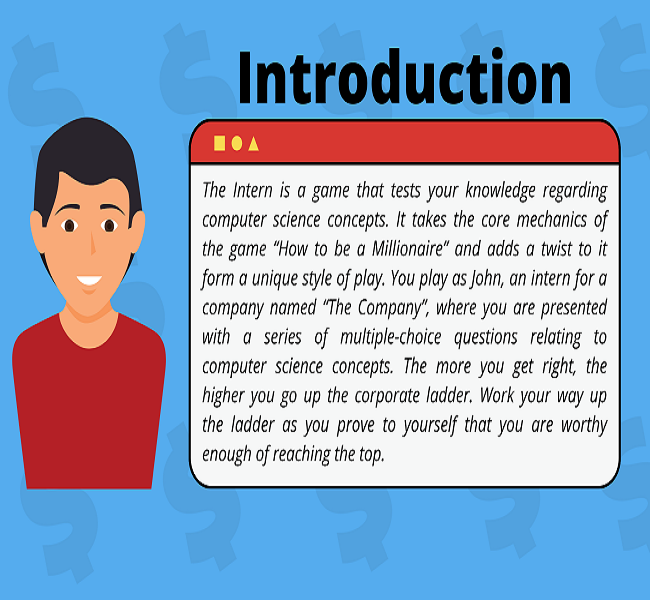 Introduction
The Intern is a game that tests your knowledge regarding
computer science concepts. It takes the core mechanics of
the game “How to be a Millionaire” and adds a twist to it
form a unique style of play. You play as John, an intern for a
company named “The Company”, where you are presented
with a series of multiple-choice questions relating to
computer science concepts. The more you get right, the
higher you go up the corporate ladder. Work your way up
the ladder as you prove to yourself that you are worthy
enough of reaching the top.